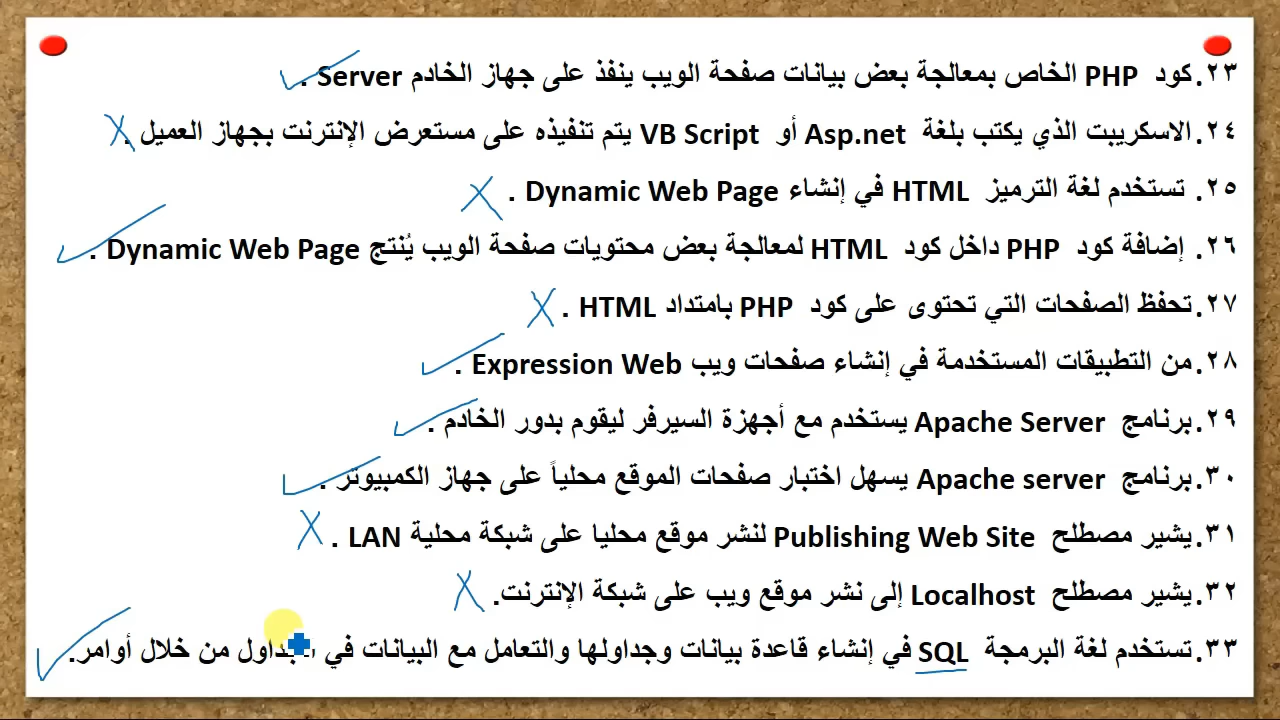 ٢٣. كود PHP الخاص بمعالجة بعض بيانات صفحة الويب ينفذ على جهاز الخادم Server .
٢٤. الاسكريبت الذي يكتب بلغة Asp.net أو VB Script يتم تنفيذه على مستعرض الإنترنت بجهاز العميل .
٢٥. تستخدم لغة الترميز HTML في إنشاء Dynamic Web Page .
٢٦. إضافة كود PHP داخل كود HTML لمعالجة بعض محتويات صفحة الويب يُنتج Dynamic Web Page .
٢٧. تحفظ الصفحات التي تحتوى على كود PHP بامتداد HTML .
٢٨. من التطبيقات المستخدمة في إنشاء صفحات ويب Expression Web .
٢٩. برنامج Apache Server يستخدم مع أجهزة السيرفر ليقوم بدور الخادم .
٣٠. برنامج Apache server يسهل اختبار صفحات الموقع محلياً على جهاز الكمبيوتر .
٣١. يشير مصطلح Publishing Web Site لنشر موقع محليا على شبكة محلية LAN .
٣٢. يشير مصطلح Localhost إلى نشر موقع ويب على شبكة الإنترنت.
٣٣. تستخدم لغة البرمجة SQL في إنشاء قاعدة بيانات وجداولها والتعامل مع البيانات في الجداول من خلال أوامر.